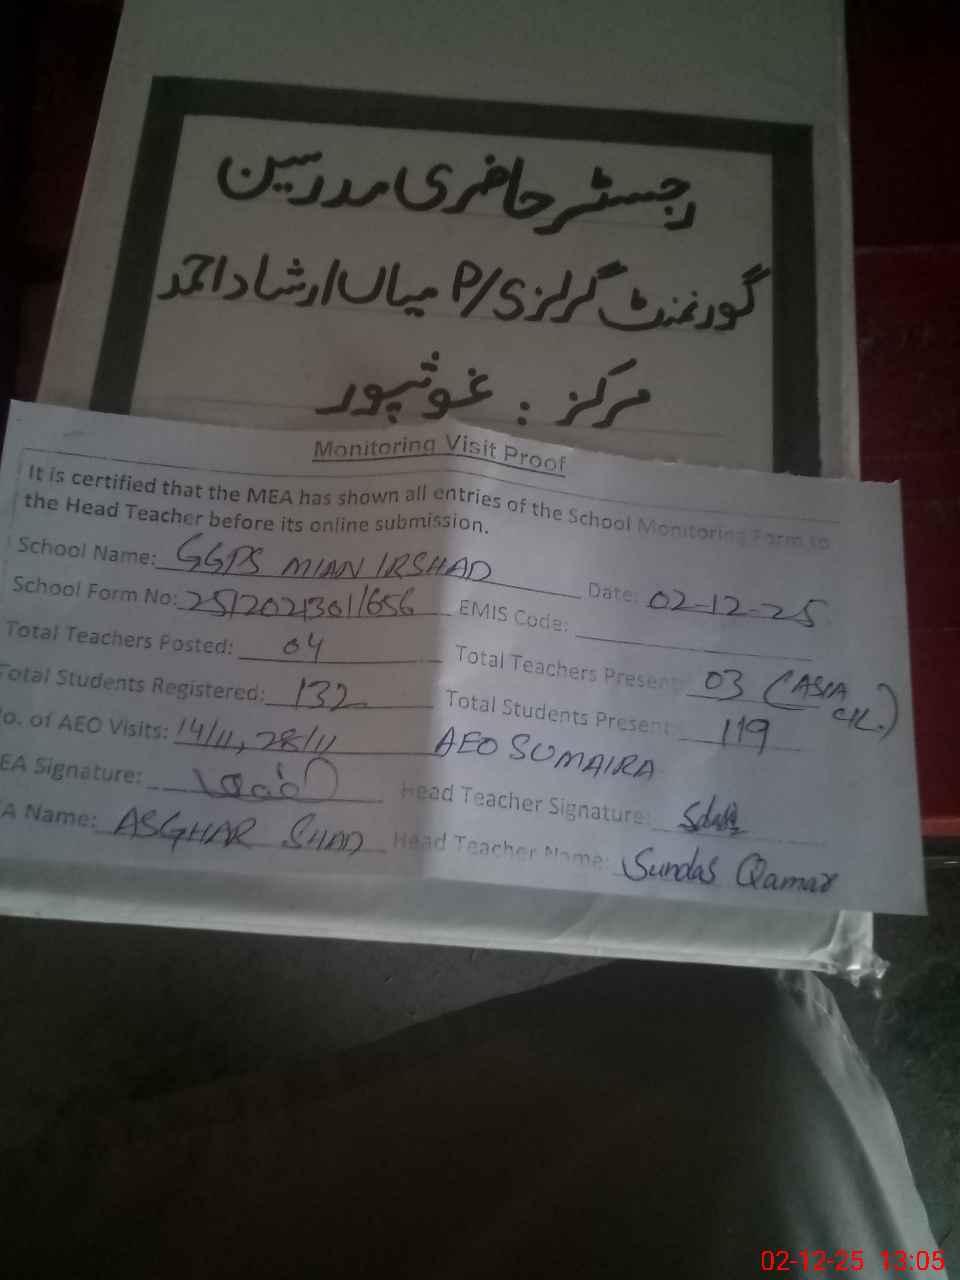 رجسٹر حاضری مدرسین
گورنمنٹ گرلز P/S میاں ارشاد احمد
مرکز : غوثپور
Monitoring Visit Proof
It is certified that the MEA has shown all entries of the School Monitoring Form to
the Head Teacher before its online submission.
School Name: GGPS MIAN IRSHAD Date: 02-12-25
School Form No: EMIS Code:
Total Teachers Posted: 04 Total Teachers Present: 03 (ASIA C/L.)
Total Students Registered: 132 Total Students Present: 119
No. of AEO Visits: 14/11, 28/11 AEO SUMAIRA
EA Signature: Head Teacher Signature:
A Name: ASGHAR SHAD Head Teacher Name: Sundas Qamar
02-12-25 13:05